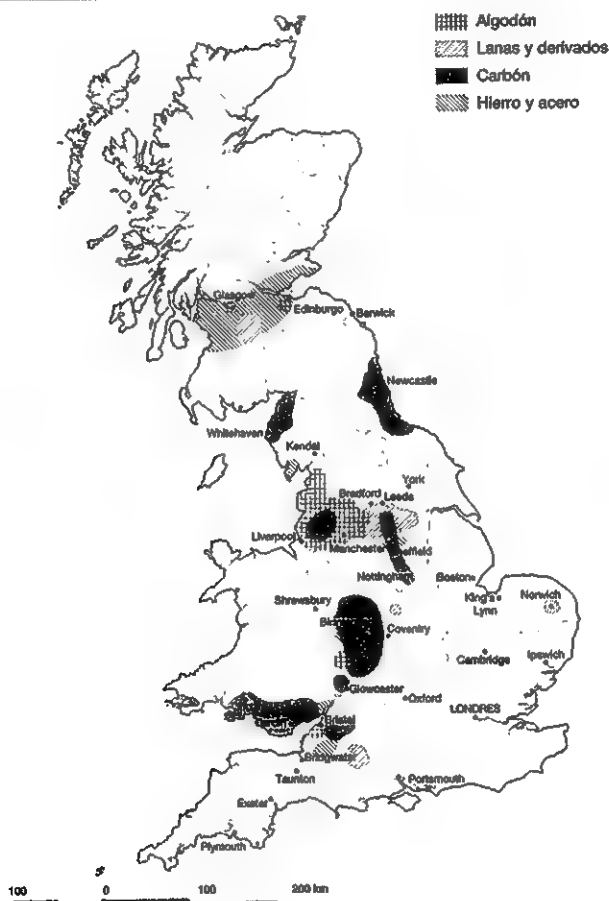 Algodón
Lanas y derivados
Carbón
Hierro y acero
Glasgow
Edinburgo
Berwick
Newcastle
Whitehaven
Kendal
York
Bradford
Leeds
Liverpool
Manchester
Nottingham
Boston
King's
Lynn
Norwich
Shrewsbury
Coventry
Cambridge
Ipswich
Glowcaster
Oxford
LONDRES
Bristol
Bridgwater
Taunton
Portsmouth
Exeter
Plymouth
100 0 100 200 km